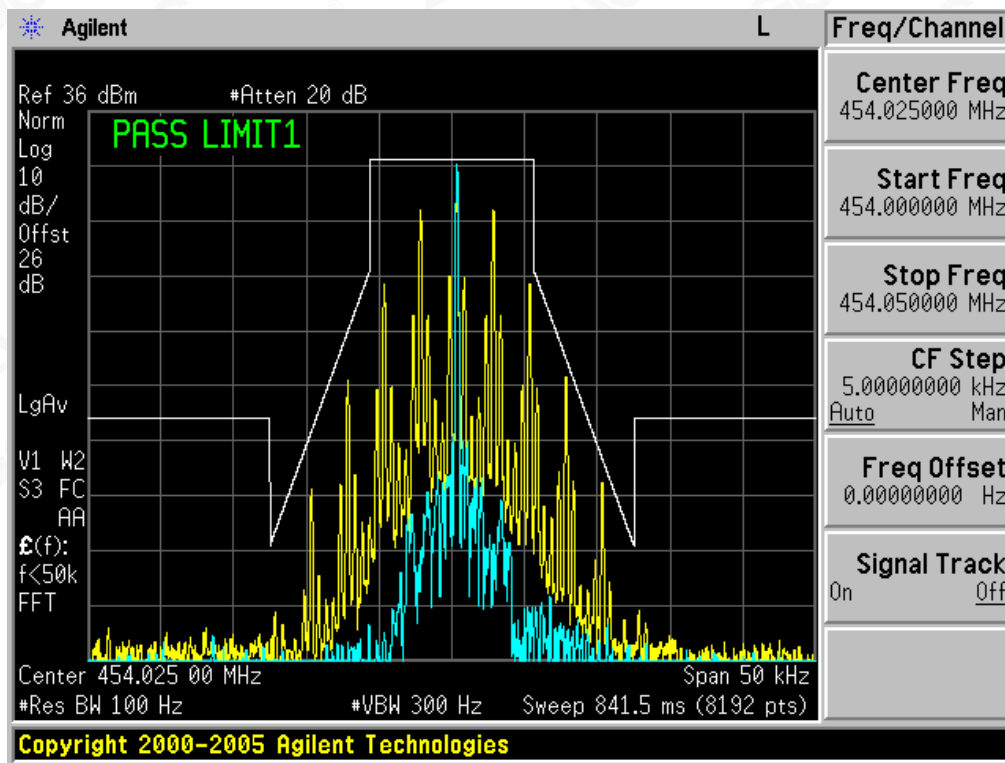 Agilent
L
Freq/Channel
Ref 36 dBm #Atten 20 dB
Norm
Log
10
dB/
Offst
26
dB
PASS LIMIT1
LgAv
V1 W2
S3 FC
AA
£(f):
f<50k
FFT
Center 454.025 00 MHz Span 50 kHz
#Res BW 100 Hz #VBW 300 Hz Sweep 841.5 ms (8192 pts)
Copyright 2000-2005 Agilent Technologies
Center Freq
454.025000 MHz
Start Freq
454.000000 MHz
Stop Freq
454.050000 MHz
CF Step
5.00000000 kHz
Auto Man
Freq Offset
0.00000000 Hz
Signal Track
On Off